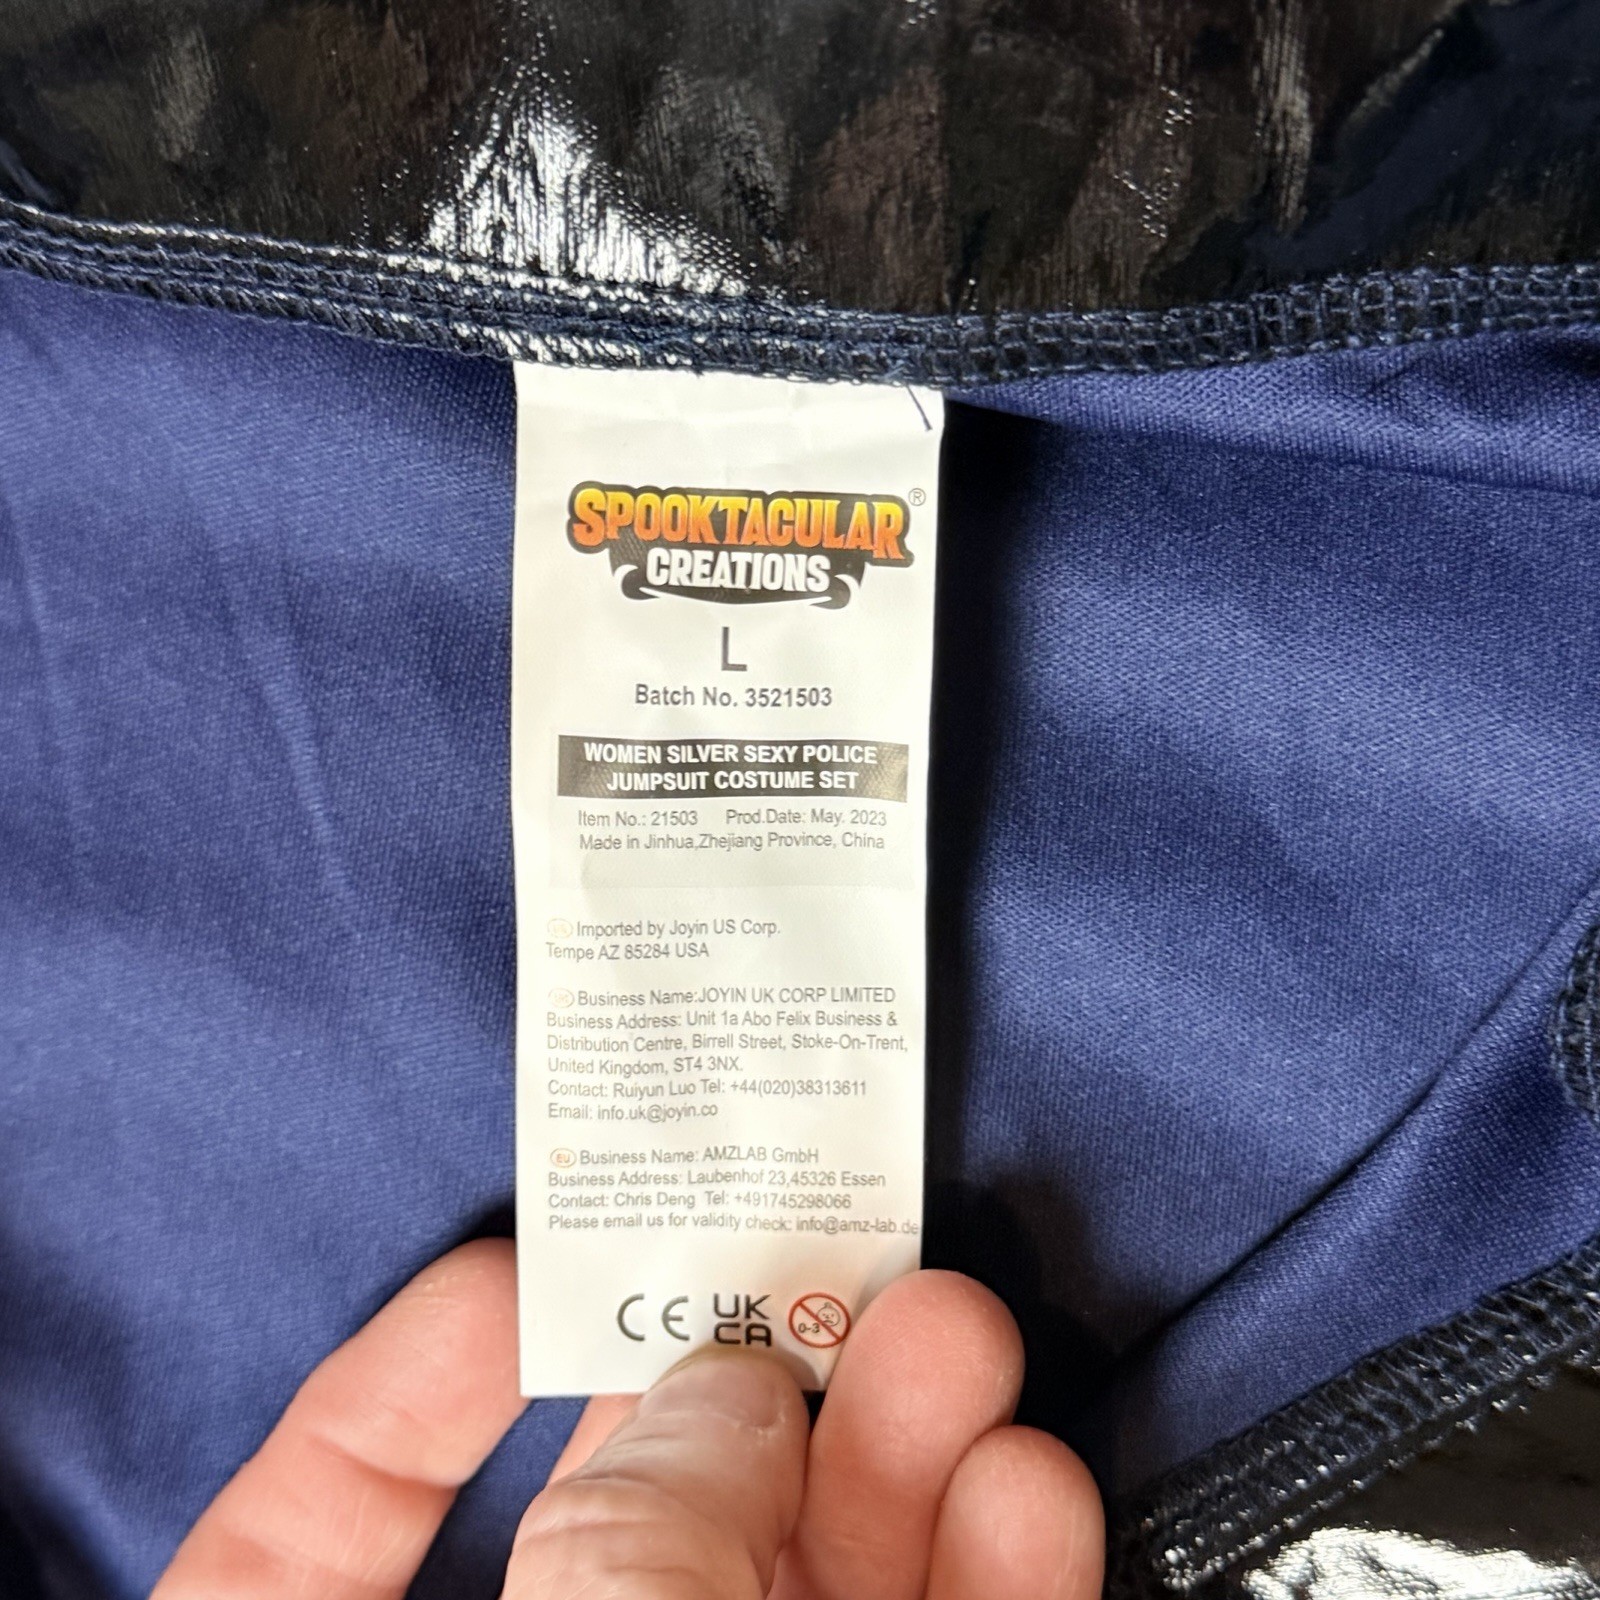 SPOOKTACULAR®
CREATIONS
L
Batch No. 3521503
WOMEN SILVER SEXY POLICE
JUMPSUIT COSTUME SET
Item No.: 21503 Prod.Date: May. 2023
Made in Jinhua,Zhejiang Province, China
US Imported by Joyin US Corp.
Tempe AZ 85284 USA
UK Business Name:JOYIN UK CORP LIMITED
Business Address: Unit 1a Abo Felix Business &
Distribution Centre, Birrell Street, Stoke-On-Trent,
United Kingdom, ST4 3NX.
Contact: Ruiyun Luo Tel: +44(020)38313611
Email: info.uk@joyin.co
EU Business Name: AMZLAB GmbH
Business Address: Laubenhof 23,45326 Essen
Contact: Chris Deng Tel: +491745298066
Please email us for validity check: info@amz-lab.de
CE UK
CA 0-3